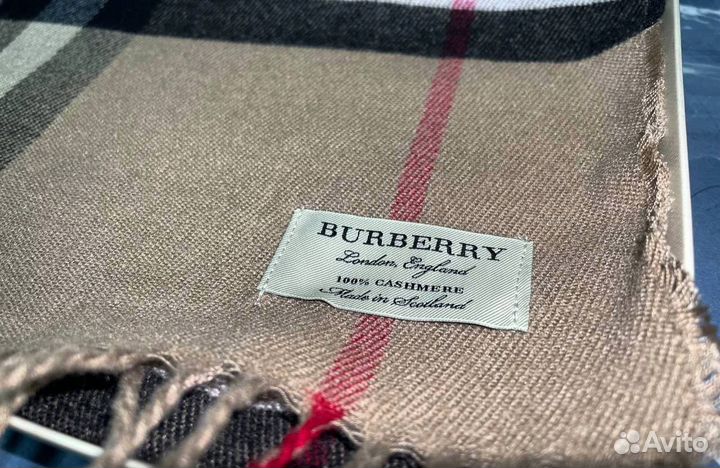 BURBERRY
London, England
100% CASHMERE
Made in Scotland
Avito